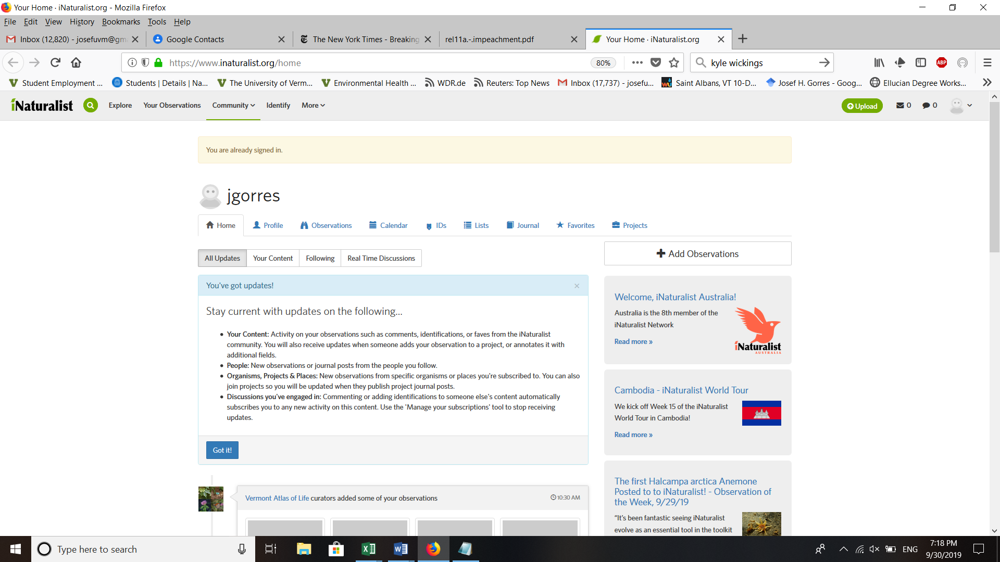 Your Home · iNaturalist.org - Mozilla Firefox
File Edit View History Bookmarks Tools Help
Inbox (12,820) - josefuvm@gm
Google Contacts
The New York Times - Breaking
rel11a.-.impeachment.pdf
Your Home · iNaturalist.org
https://www.inaturalist.org/home
80%
kyle wickings
ABP
Student Employment ...
Students | Details | Na...
The University of Verm...
Environmental Health ...
WDR.de
Reuters: Top News
Inbox (17,737) - josefu...
Saint Albans, VT 10-D...
Josef H. Gorres - Goog...
Ellucian Degree Works...
iNaturalist
Explore
Your Observations
Community
Identify
More
Upload
0
0
You are already signed in.
jgorres
Home
Profile
Observations
Calendar
IDs
Lists
Journal
Favorites
Projects
All Updates
Your Content
Following
Real Time Discussions
You've got updates!
Stay current with updates on the following...
Your Content: Activity on your observations such as comments, identifications, or faves from the iNaturalist
community. You will also receive updates when someone adds your observation to a project, or annotates it with
additional fields.
People: New observations or journal posts from the people you follow.
Organisms, Projects & Places: New observations from specific organisms or places you're subscribed to. You can also
join projects so you will be updated when they publish project journal posts.
Discussions you've engaged in: Commenting or adding identifications to someone else's content automatically
subscribes you to any new activity on this content. Use the 'Manage your subscriptions' tool to stop receiving
updates.
Got it!
Vermont Atlas of Life curators added some of your observations
10:30 AM
Add Observations
Welcome, iNaturalist Australia!
Australia is the 8th member of the
iNaturalist Network
Read more »
iNaturalist
AUSTRALIA
Cambodia - iNaturalist World Tour
We kick off Week 15 of the iNaturalist
World Tour in Cambodia!
Read more »
The first Halcampa arctica Anemone
Posted to to iNaturalist! - Observation of
the Week, 9/29/19
“It’s been fantastic seeing iNaturalist
evolve as an essential tool in the toolkit
Type here to search
ENG
7:18 PM
9/30/2019